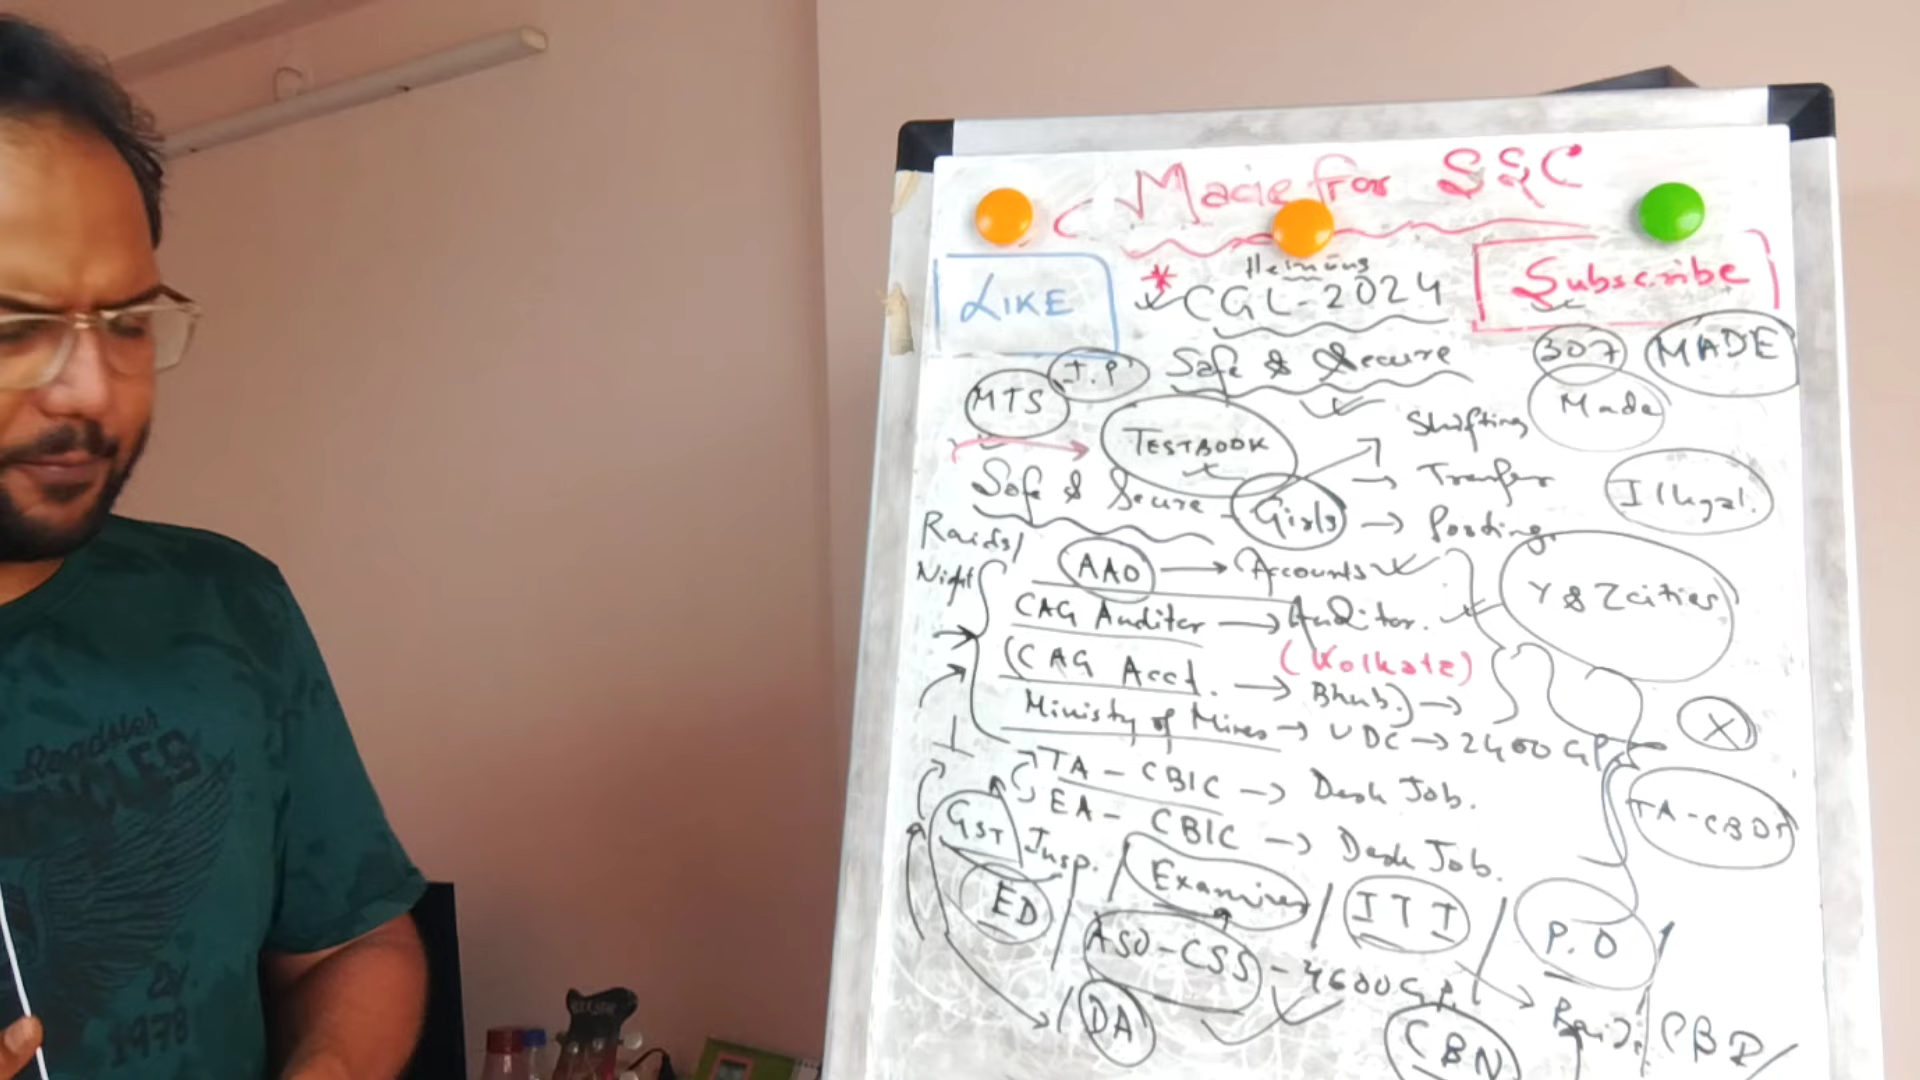 Made for SSC
LIKE
CGL-2024
Subscribe
Safe & Secure
307
MADE
MTS
J.P
TESTBOOK
Shifting
Made
Safe & Secure - Girls
Transfer
Illegal.
Posting
Raids/
Night
AAO → Accounts
Y & Z cities
CAG Auditor → Auditor.
(Kolkata)
(CAG Acct. → Bhub.) →
X
Ministry of Mines → UDC → 2400 GP
TA - CBIC → Desk Job.
TA-CBDT
EA - CBIC → Desk Job.
GST Insp. / Examiner / ITI / P.O /
ED
ASO-CSS - 4600 GP
Raids
DA
CBN
Roadster
1978